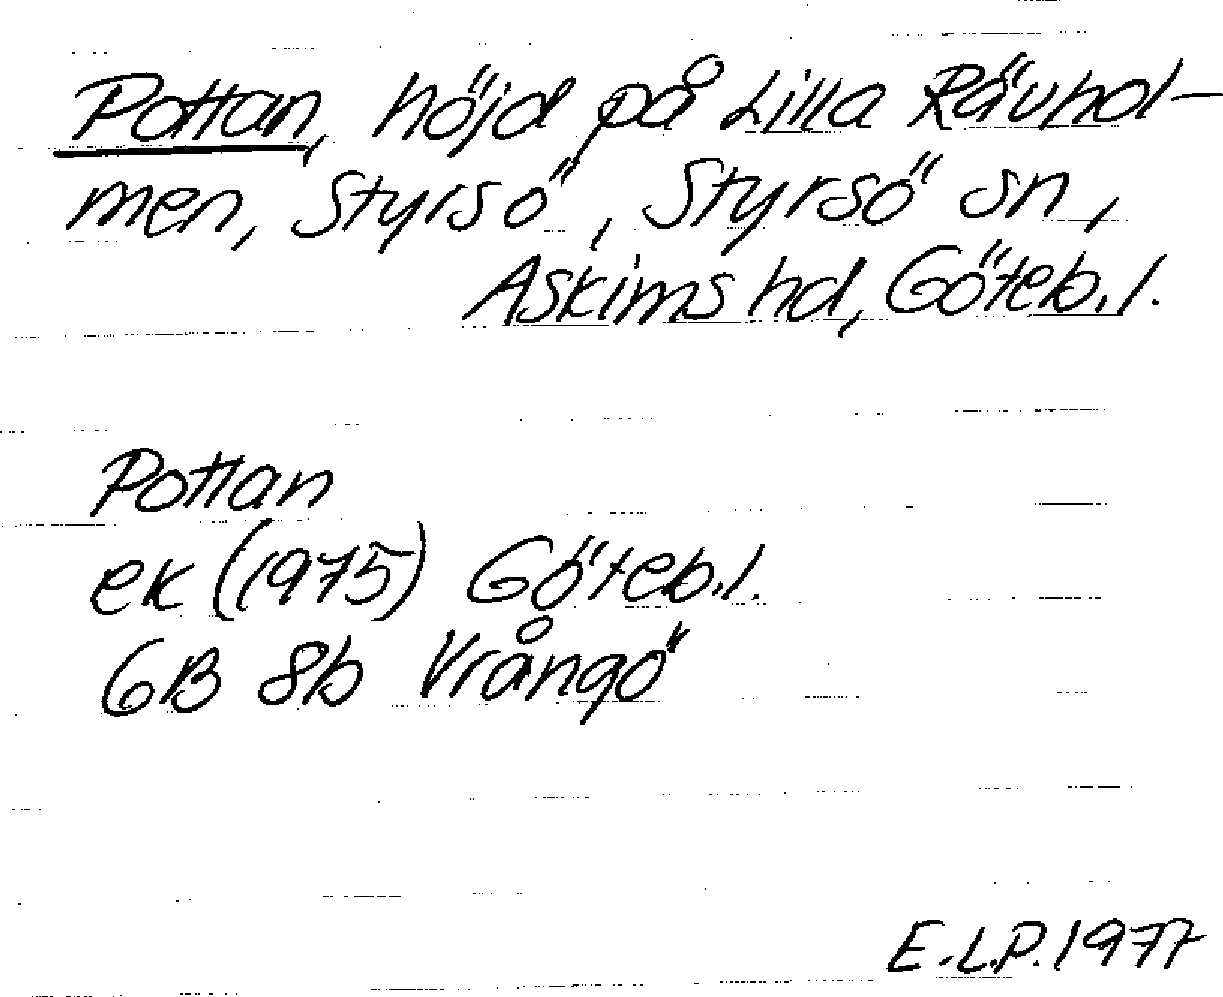 Pottan, höjd på Lilla Rävhol-
men, Styrsö, Styrsö sn,
Askims hd, Göteb. l.
Pottan
ek (1975) Göteb. l.
6B 8b Vrångö
E.L.P. 1977